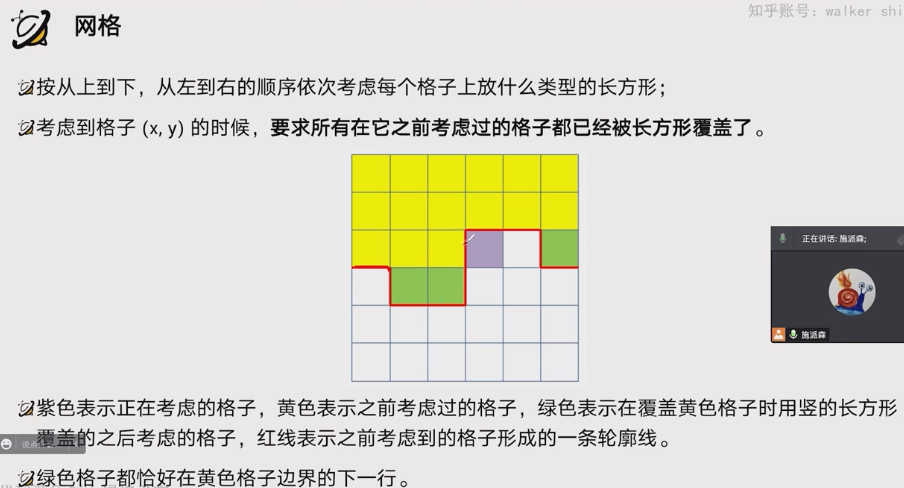 知乎账号：walker shi
网格
按从上到下，从左到右的顺序依次考虑每个格子上放什么类型的长方形；
考虑到格子 (x, y) 的时候，要求所有在它之前考虑过的格子都已经被长方形覆盖了。
正在讲话: 施派森;
施派森
紫色表示正在考虑的格子，黄色表示之前考虑过的格子，绿色表示在覆盖黄色格子时用竖的长方形
覆盖的之后考虑的格子，红线表示之前考虑到的格子形成的一条轮廓线。
绿色格子都恰好在黄色格子边界的下一行。